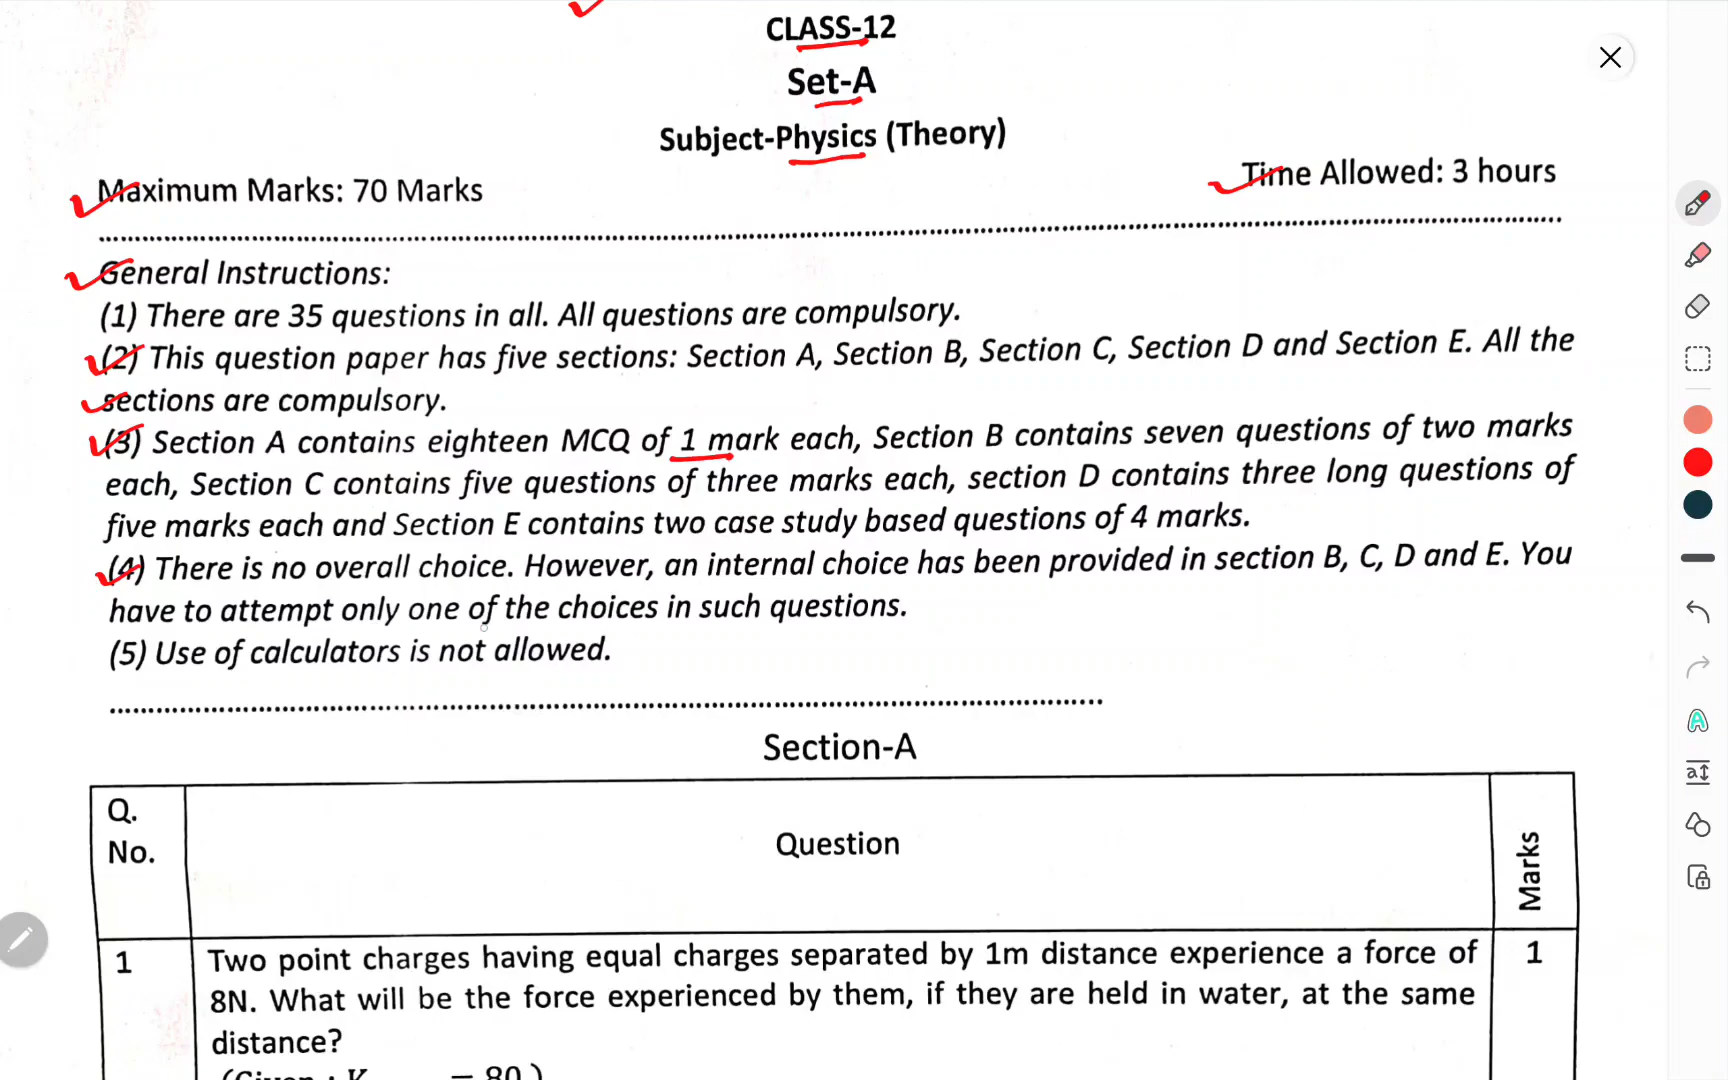 CLASS-12
Set-A
Subject-Physics (Theory)
Maximum Marks: 70 Marks
Time Allowed: 3 hours
General Instructions:
(1) There are 35 questions in all. All questions are compulsory.
(2) This question paper has five sections: Section A, Section B, Section C, Section D and Section E. All the
sections are compulsory.
(3) Section A contains eighteen MCQ of 1 mark each, Section B contains seven questions of two marks
each, Section C contains five questions of three marks each, section D contains three long questions of
five marks each and Section E contains two case study based questions of 4 marks.
(4) There is no overall choice. However, an internal choice has been provided in section B, C, D and E. You
have to attempt only one of the choices in such questions.
(5) Use of calculators is not allowed.
Section-A
Q.
No.
Question
Marks
1
Two point charges having equal charges separated by 1m distance experience a force of
8N. What will be the force experienced by them, if they are held in water, at the same
distance?
1
(Given : K = 80 )